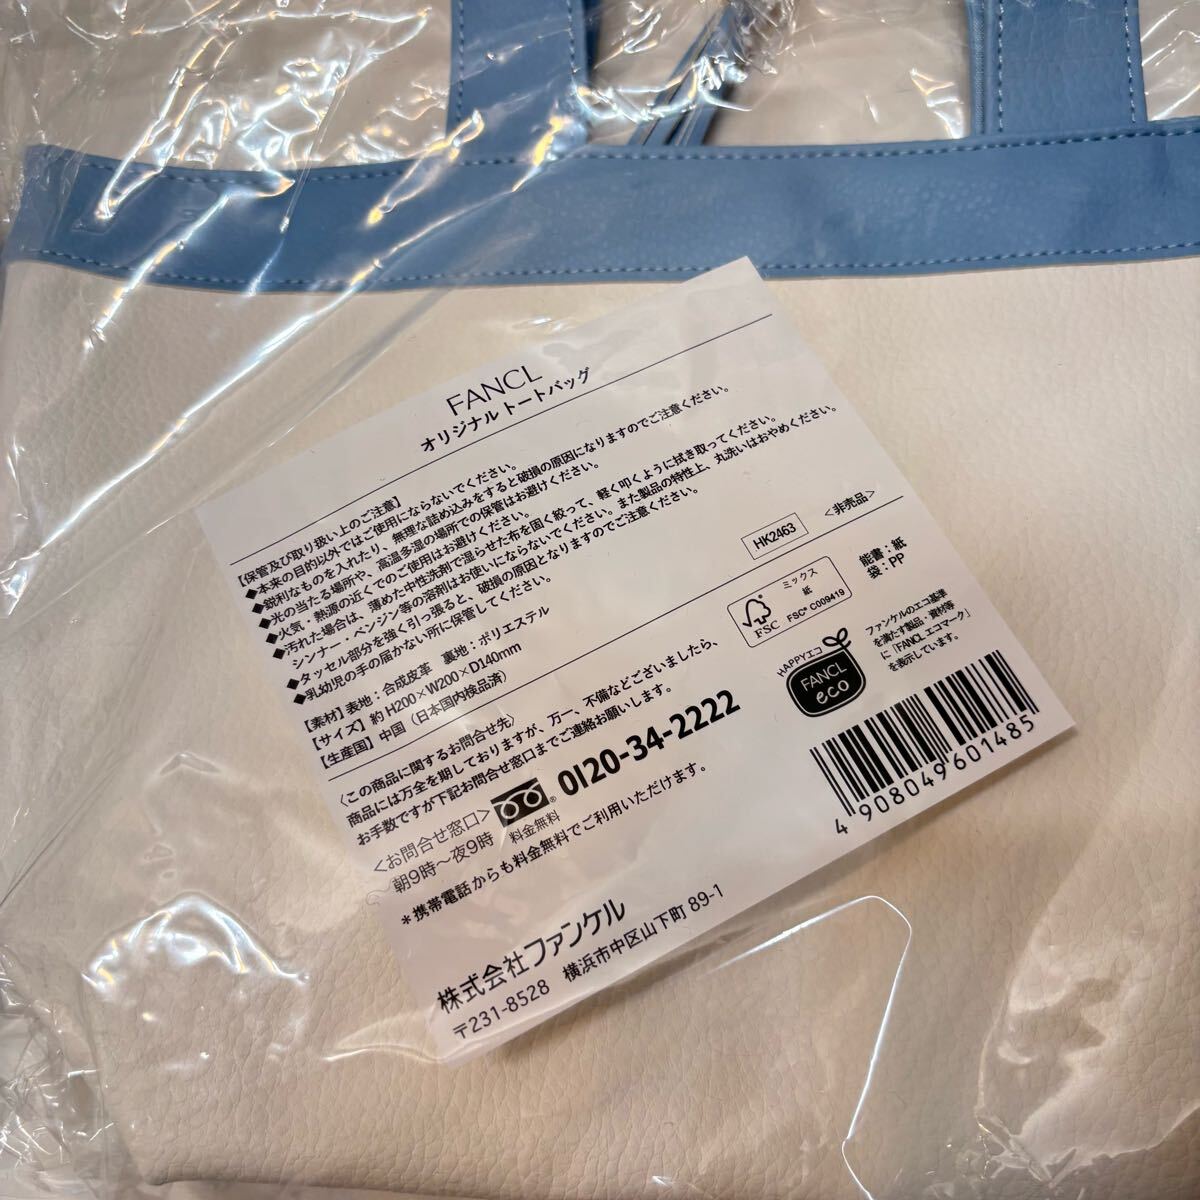 FANCL
オリジナル トートバッグ
【保管及び取り扱い上のご注意】
◆本来の目的以外ではご使用にならないでください。
◆鋭利なものを入れたり、無理な詰め込みをすると破損の原因になりますのでご注意ください。
◆光の当たる場所や、高温多湿の場所での保管はお避けください。
◆火気・熱源の近くでのご使用はお避けください。
◆汚れた場合は、薄めた中性洗剤で湿らせた布を固く絞って、軽く叩くように拭き取ってください。
シンナー・ベンジン等の溶剤はお使いにならないでください。また製品の特性上、丸洗いはおやめください。
◆タッセル部分を強く引っ張ると、破損の原因となりますのでご注意ください。
◆乳幼児の手の届かない所に保管してください。
【素材】表地：合成皮革 裏地：ポリエステル
【サイズ】約 H200×W200×D140mm
【生産国】中国（日本国内検品済）
HK2463
〈非売品〉
能書：紙
袋：PP
FSC
ミックス
紙
FSC® C009419
HAPPYエコ
FANCL
eco
ファンケルのエコ基準
を満たす製品・資材等
に「FANCL エコマーク」
を表示しています。
〈この商品に関するお問合せ先〉
商品には万全を期しておりますが、万一、不備などございましたら、
お手数ですが下記お問合せ窓口までご連絡お願いします。
＜お問合せ窓口＞
朝9時～夜9時
料金無料
0120-34-2222
＊携帯電話からも料金無料でご利用いただけます。
株式会社ファンケル
〒231-8528 横浜市中区山下町 89-1
4 908049 601485